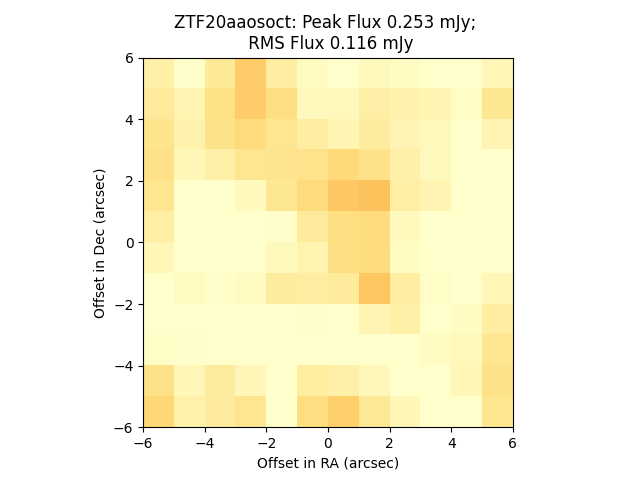 ZTF20aaosoct: Peak Flux 0.253 mJy;
RMS Flux 0.116 mJy
6
4
2
0
−2
−4
−6
Offset in Dec (arcsec)
−6 −4 −2 0 2 4 6
Offset in RA (arcsec)